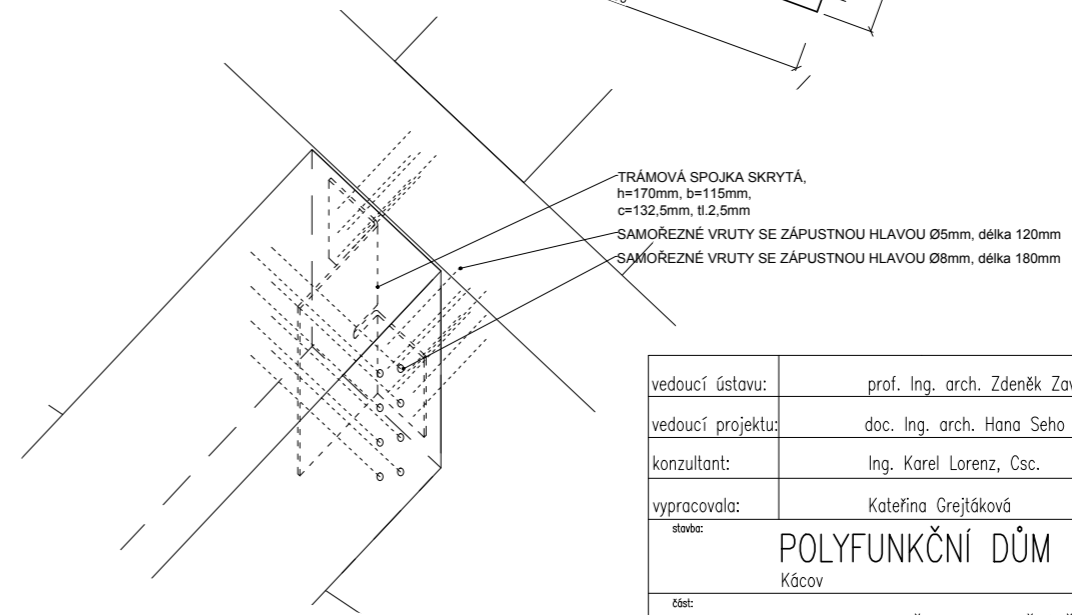 TRÁMOVÁ SPOJKA SKRYTÁ,
h=170mm, b=115mm,
c=132,5mm, tl.2,5mm
SAMOŘEZNÉ VRUTY SE ZÁPUSTNOU HLAVOU Ø5mm, délka 120mm
SAMOŘEZNÉ VRUTY SE ZÁPUSTNOU HLAVOU Ø8mm, délka 180mm
vedoucí ústavu: prof. Ing. arch. Zdeněk
vedoucí projektu: doc. Ing. arch. Hana Seho
konzultant: Ing. Karel Lorenz, Csc.
vypracovala: Kateřina Grejtáková
stavba:
POLYFUNKČNÍ DŮM
Kácov
část: